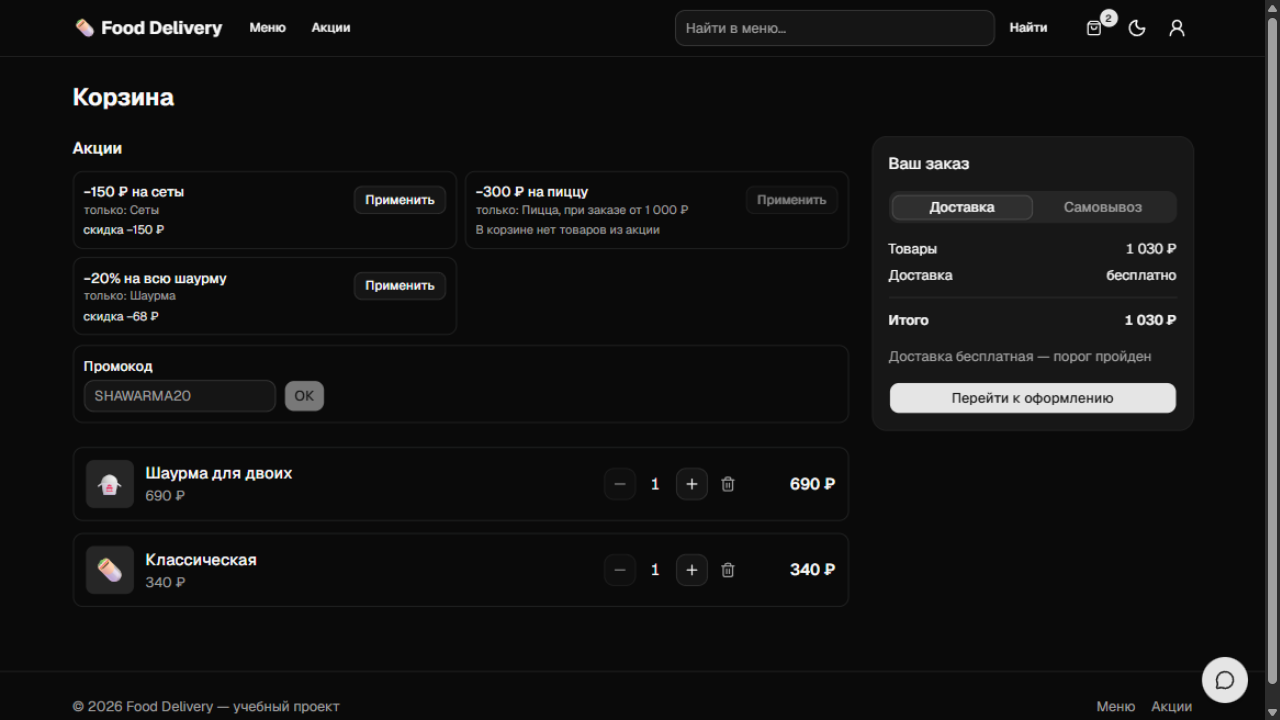 Food Delivery Меню Акции Найти в меню... Найти 2
Корзина
Акции
−150 ₽ на сеты
только: Сеты
скидка −150 ₽
Применить
−300 ₽ на пиццу
только: Пицца, при заказе от 1 000 ₽
В корзине нет товаров из акции
Применить
−20% на всю шаурму
только: Шаурма
скидка −68 ₽
Применить
Промокод
SHAWARMA20 ОК
Шаурма для двоих
690 ₽
− 1 + 690 ₽
Классическая
340 ₽
− 1 + 340 ₽
Ваш заказ
Доставка Самовывоз
Товары 1 030 ₽
Доставка бесплатно
Итого 1 030 ₽
Доставка бесплатная — порог пройден
Перейти к оформлению
© 2026 Food Delivery — учебный проект Меню Акции